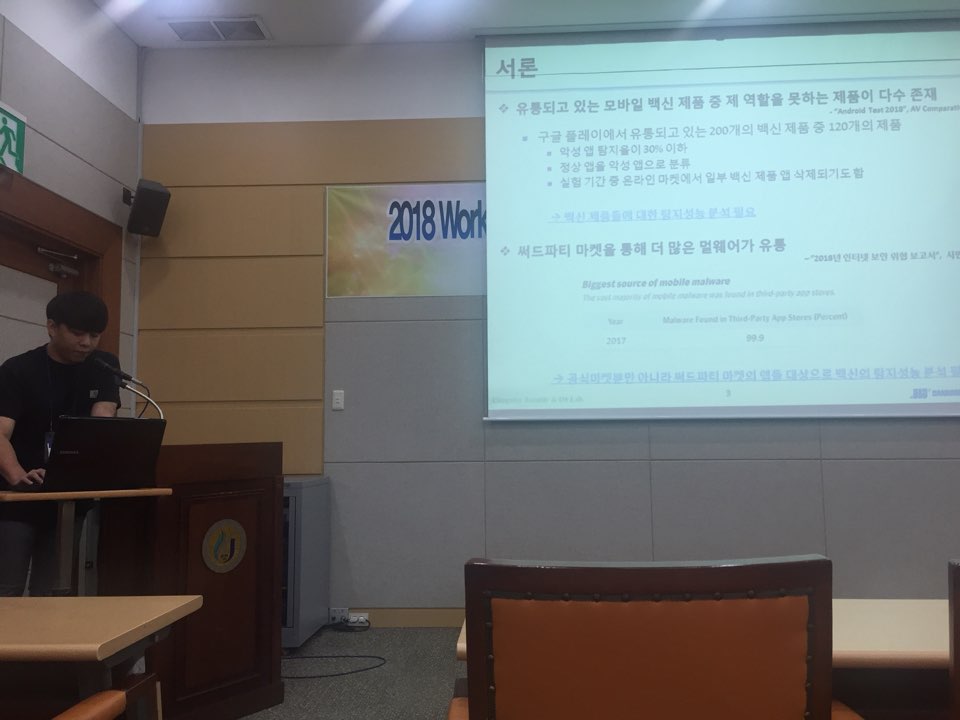 서론
❖ 유통되고 있는 모바일 백신 제품 중 제 역할을 못하는 제품이 다수 존재
- "Android Test 2018", AV Comparati
▪ 구글 플레이에서 유통되고 있는 200개의 백신 제품 중 120개의 제품
▪ 악성 앱 탐지율이 30% 이하
▪ 정상 앱을 악성 앱으로 분류
▪ 실험 기간 중 온라인 마켓에서 일부 백신 제품 앱 삭제되기도 함
→ 백신 제품들에 대한 탐지성능 분석 필요
❖ 써드파티 마켓을 통해 더 많은 멀웨어가 유통
- "2018년 인터넷 보안 위협 보고서", 시만
Biggest source of mobile malware
The vast majority of mobile malware was found in third-party app stores.
Year Malware Found in Third-Party App Stores (Percent)
2017 99.9
→ 공식마켓뿐만 아니라 써드파티 마켓의 앱들 대상으로 백신의 탐지성능 분석 필
3
2018 Work
SAMSUNG